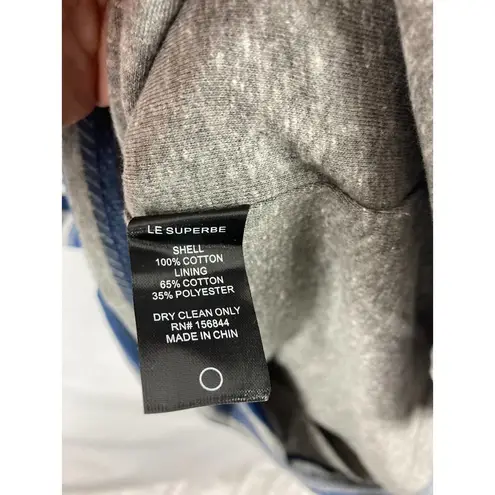 LE SUPERBE
SHELL
100% COTTON
LINING
65% COTTON
35% POLYESTER
DRY CLEAN ONLY
RN# 156844
MADE IN CHIN